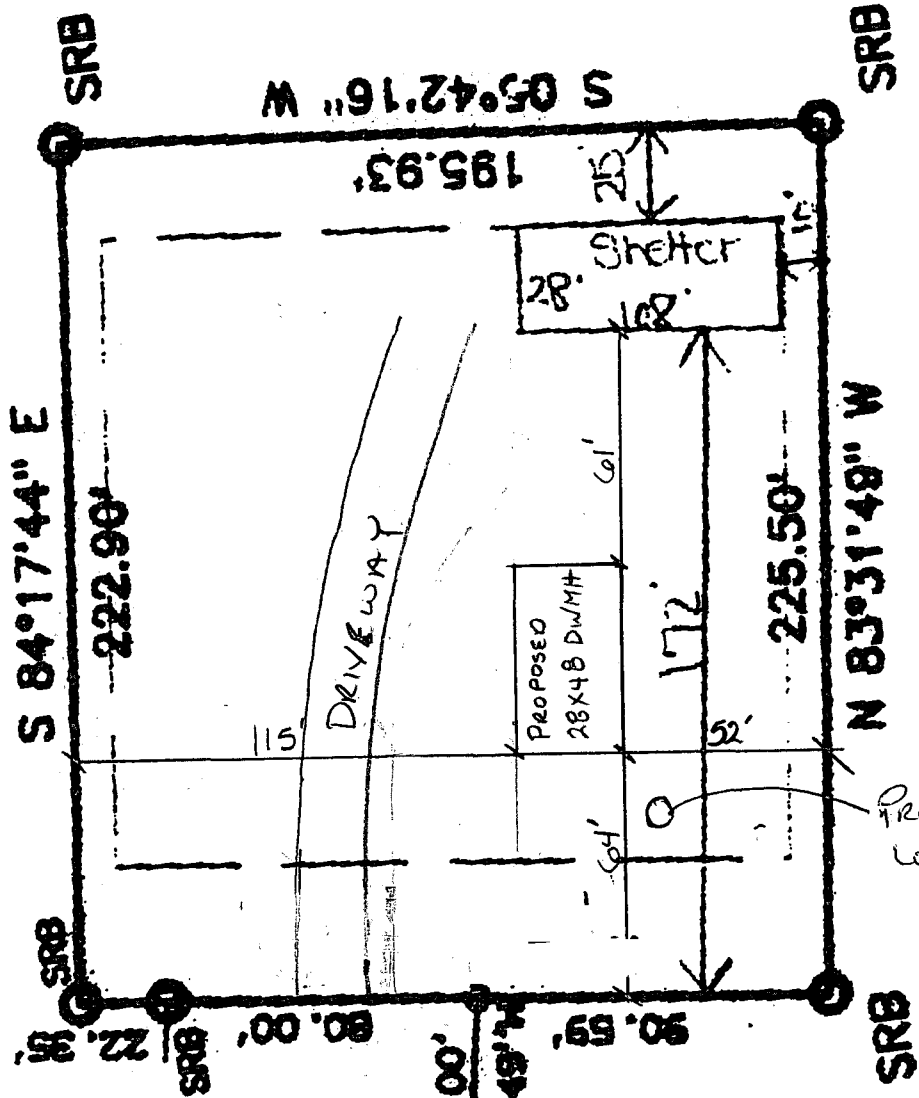 SRB
SRB
S 05°42'16" W
195.93'
25'
Shelter
28'
108'
S 84°17'44" E
222.90'
61'
DRIVEWAY
PROPOSED
28X48 DW/MH
172'
225.50'
N 83°31'49" W
115'
52'
64'
SRB
22.35'
SRB
80.00'
00'
90.59'
SRB